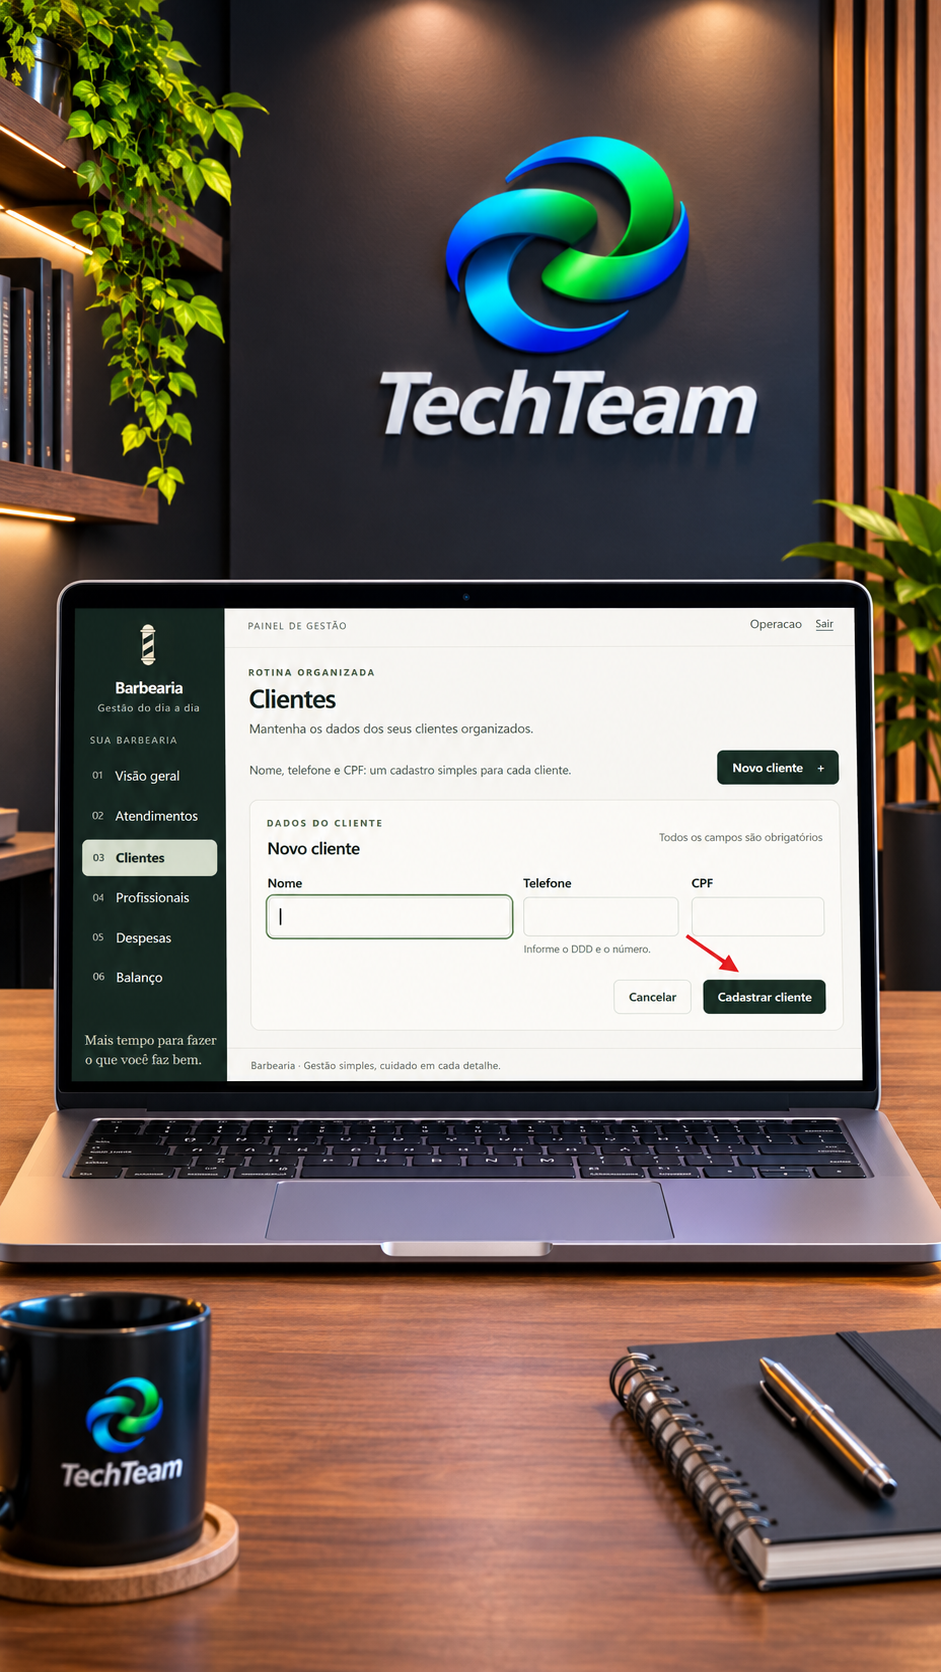 TechTeam
Barbearia
Gestão do dia a dia
SUA BARBEARIA
01 Visão geral
02 Atendimentos
03 Clientes
04 Profissionais
05 Despesas
06 Balanço
Mais tempo para fazer
o que você faz bem.
PAINEL DE GESTÃO
Operacao Sair
ROTINA ORGANIZADA
Clientes
Mantenha os dados dos seus clientes organizados.
Nome, telefone e CPF: um cadastro simples para cada cliente.
Novo cliente +
DADOS DO CLIENTE
Novo cliente
Todos os campos são obrigatórios
Nome
Telefone
CPF
Informe o DDD e o número.
Cancelar
Cadastrar cliente
Barbearia · Gestão simples, cuidado em cada detalhe.
TechTeam